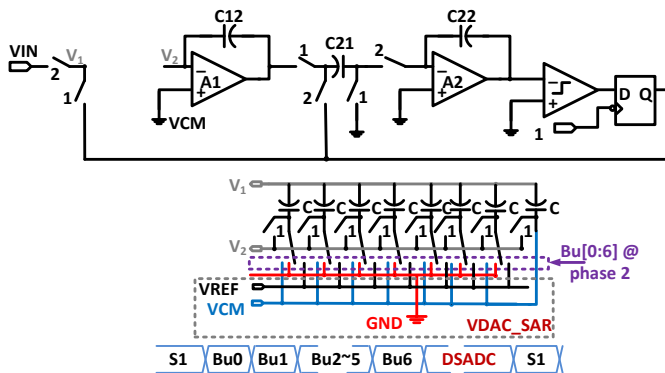 C12
C21
C22
VIN
V1
V2
1
2
2
2
1
1
2
1
A1
A2
VCM
D Q
1
V1
C C C C C C C C
1 1 1 1 1 1 1 1
V2
Bu[0:6] @
phase 2
VREF
VCM
GND
VDAC_SAR
S1 Bu0 Bu1 Bu2~5 Bu6 DSADC S1